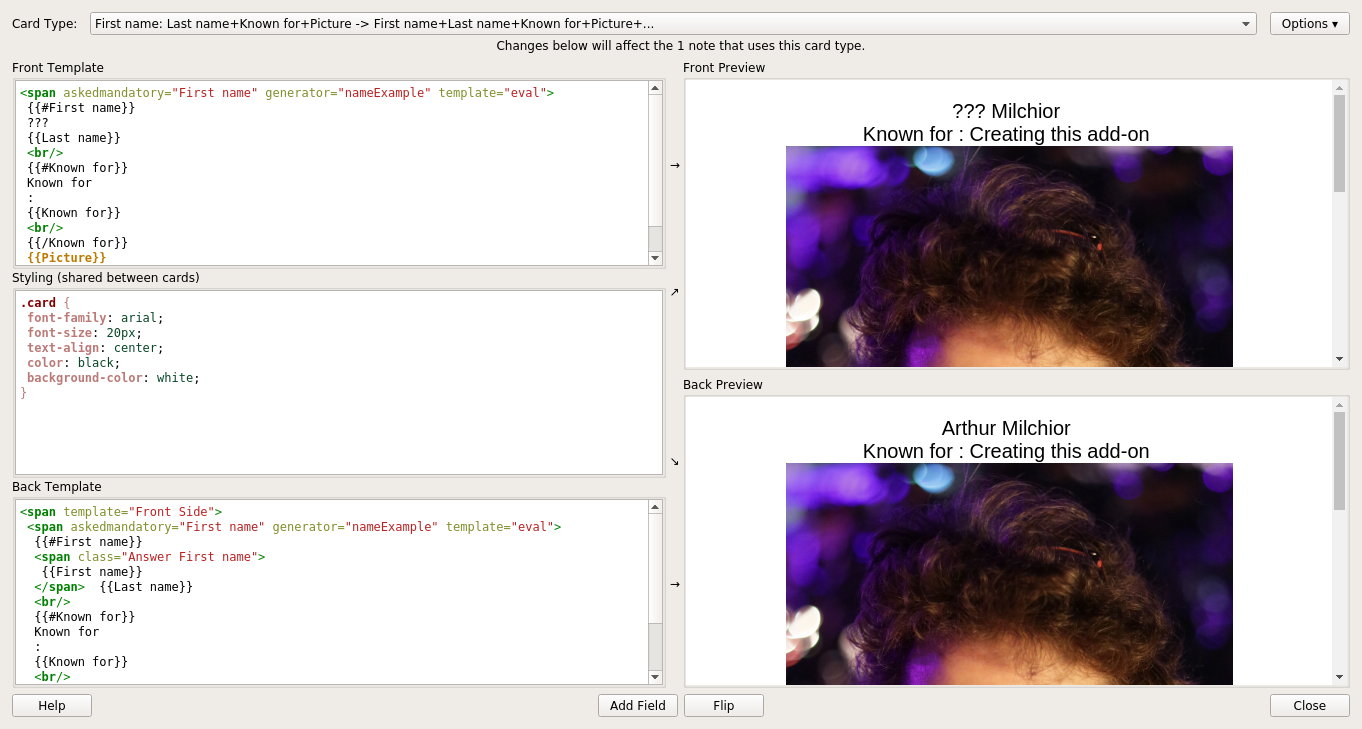 Card Type: First name: Last name+Known for+Picture -> First name+Last name+Known for+Picture+... Options ▾
Changes below will affect the 1 note that uses this card type.
Front Template
<span askedmandatory="First name" generator="nameExample" template="eval">
{{#First name}}
???
{{Last name}}
<br/>
{{#Known for}}
Known for
:
{{Known for}}
<br/>
{{/Known for}}
{{Picture}}
Styling (shared between cards)
.card {
font-family: arial;
font-size: 20px;
text-align: center;
color: black;
background-color: white;
}
Back Template
<span template="Front Side">
<span askedmandatory="First name" generator="nameExample" template="eval">
{{#First name}}
<span class="Answer First name">
{{First name}}
</span>  {{Last name}}
<br/>
{{#Known for}}
Known for
:
{{Known for}}
<br/>
→
↗
↘
→
Front Preview
??? Milchior
Known for : Creating this add-on
Back Preview
Arthur Milchior
Known for : Creating this add-on
Help Add Field Flip Close